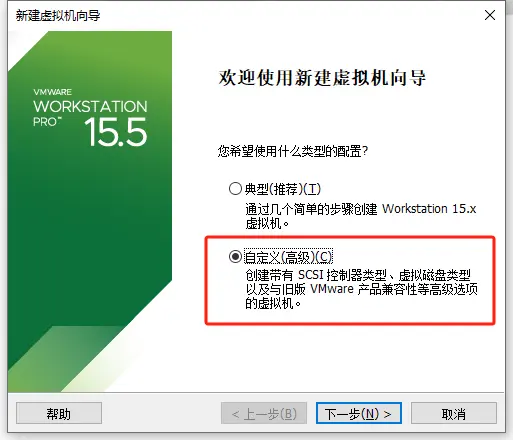 新建虚拟机向导
VMWARE
WORKSTATION
PRO™
15.5
欢迎使用新建虚拟机向导
您希望使用什么类型的配置?
典型(推荐)(T)
通过几个简单的步骤创建 Workstation 15.x
虚拟机。
自定义(高级)(C)
创建带有 SCSI 控制器类型、虚拟磁盘类型
以及与旧版 VMware 产品兼容性等高级选项
的虚拟机。
帮助
< 上一步(B)
下一步(N) >
取消